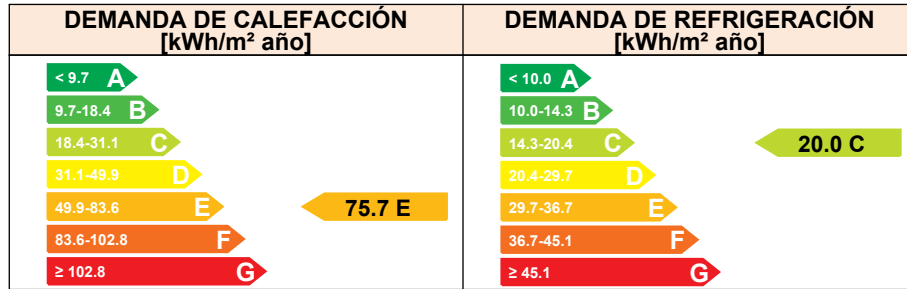 DEMANDA DE CALEFACCIÓN
[kWh/m² año]
< 9.7 A
9.7-18.4 B
18.4-31.1 C
31.1-49.9 D
49.9-83.6 E
75.7 E
83.6-102.8 F
≥ 102.8 G
DEMANDA DE REFRIGERACIÓN
[kWh/m² año]
< 10.0 A
10.0-14.3 B
14.3-20.4 C
20.0 C
20.4-29.7 D
29.7-36.7 E
36.7-45.1 F
≥ 45.1 G